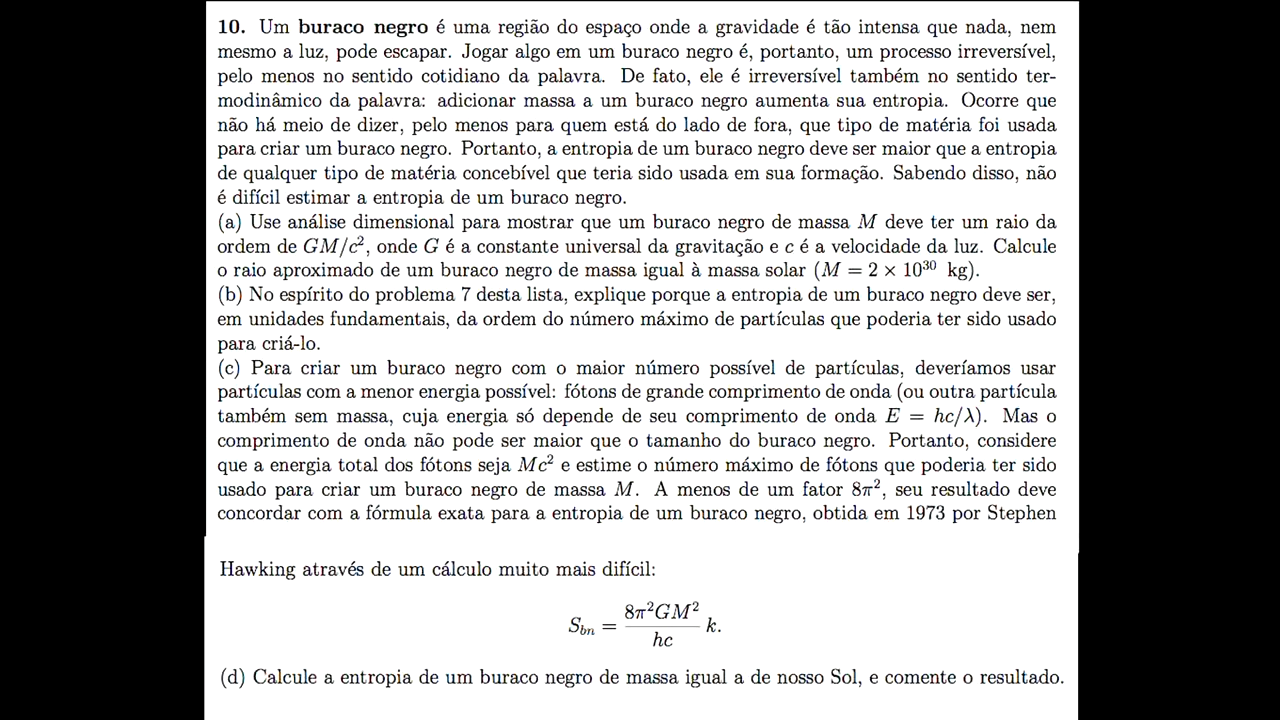 10. Um buraco negro é uma região do espaço onde a gravidade é tão intensa que nada, nem
mesmo a luz, pode escapar. Jogar algo em um buraco negro é, portanto, um processo irreversível,
pelo menos no sentido cotidiano da palavra. De fato, ele é irreversível também no sentido ter-
modinâmico da palavra: adicionar massa a um buraco negro aumenta sua entropia. Ocorre que
não há meio de dizer, pelo menos para quem está do lado de fora, que tipo de matéria foi usada
para criar um buraco negro. Portanto, a entropia de um buraco negro deve ser maior que a entropia
de qualquer tipo de matéria concebível que teria sido usada em sua formação. Sabendo disso, não
é difícil estimar a entropia de um buraco negro.
(a) Use análise dimensional para mostrar que um buraco negro de massa M deve ter um raio da
ordem de GM/c², onde G é a constante universal da gravitação e c é a velocidade da luz. Calcule
o raio aproximado de um buraco negro de massa igual à massa solar (M = 2 × 10³⁰ kg).
(b) No espírito do problema 7 desta lista, explique porque a entropia de um buraco negro deve ser,
em unidades fundamentais, da ordem do número máximo de partículas que poderia ter sido usado
para criá-lo.
(c) Para criar um buraco negro com o maior número possível de partículas, deveríamos usar
partículas com a menor energia possível: fótons de grande comprimento de onda (ou outra partícula
também sem massa, cuja energia só depende de seu comprimento de onda E = hc/λ). Mas o
comprimento de onda não pode ser maior que o tamanho do buraco negro. Portanto, considere
que a energia total dos fótons seja Mc² e estime o número máximo de fótons que poderia ter sido
usado para criar um buraco negro de massa M. A menos de um fator 8π², seu resultado deve
concordar com a fórmula exata para a entropia de um buraco negro, obtida em 1973 por Stephen
Hawking através de um cálculo muito mais difícil:
S_bn = 8π²GM²/hc k.
(d) Calcule a entropia de um buraco negro de massa igual a de nosso Sol, e comente o resultado.